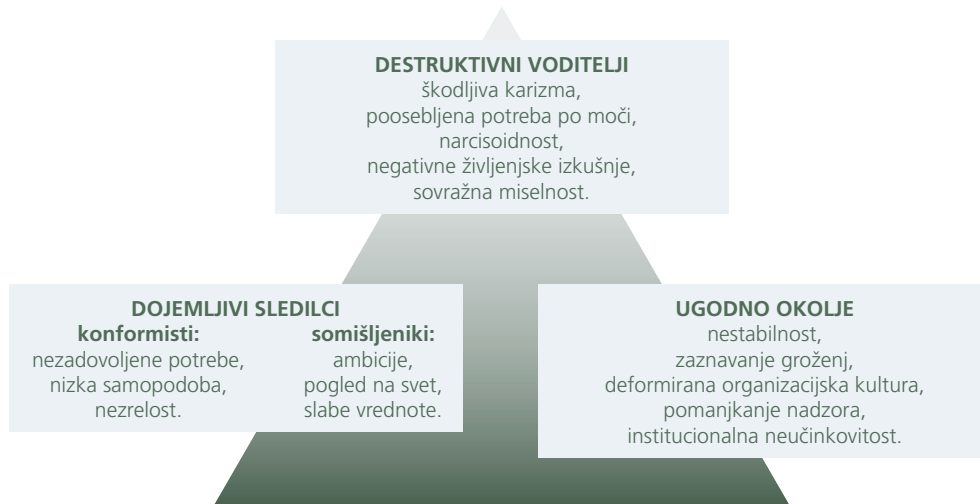 DESTRUKTIVNI VODITELJI
škodljiva karizma,
poosebljena potreba po moči,
narcisoidnost,
negativne življenjske izkušnje,
sovražna miselnost.
DOJEMLJIVI SLEDILCI
konformisti:
nezadovoljene potrebe,
nizka samopodoba,
nezrelost.
somišljeniki:
ambicije,
pogled na svet,
slabe vrednote.
UGODNO OKOLJE
nestabilnost,
zaznavanje groženj,
deformirana organizacijska kultura,
pomanjkanje nadzora,
institucionalna neučinkovitost.